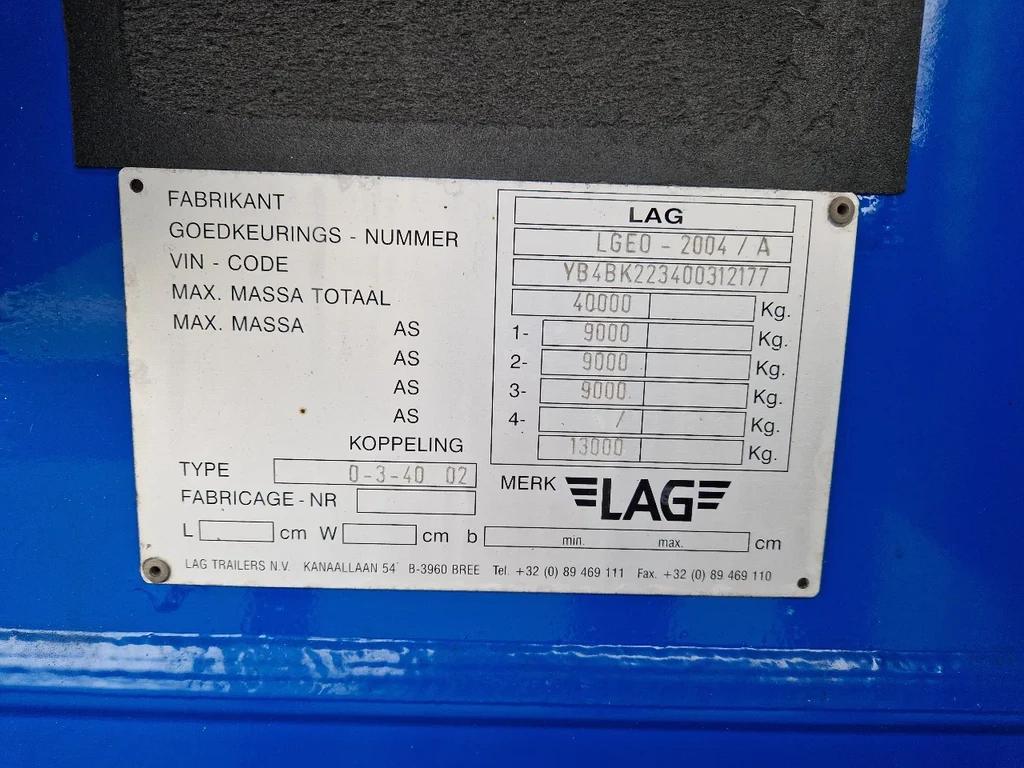 FABRIKANT LAG
GOEDKEURINGS - NUMMER LGEO - 2004 / A
VIN - CODE YB4BK223400312177
MAX. MASSA TOTAAL 40000 Kg.
MAX. MASSA AS 1- 9000 Kg.
AS 2- 9000 Kg.
AS 3- 9000 Kg.
AS 4- / Kg.
KOPPELING 13000 Kg.
TYPE 0-3-40 02
MERK LAG
FABRICAGE - NR
L cm W cm b min. max. cm
LAG TRAILERS N.V. KANAALLAAN 54 B-3960 BREE Tel. +32 (0) 89 469 111 Fax. +32 (0) 89 469 110